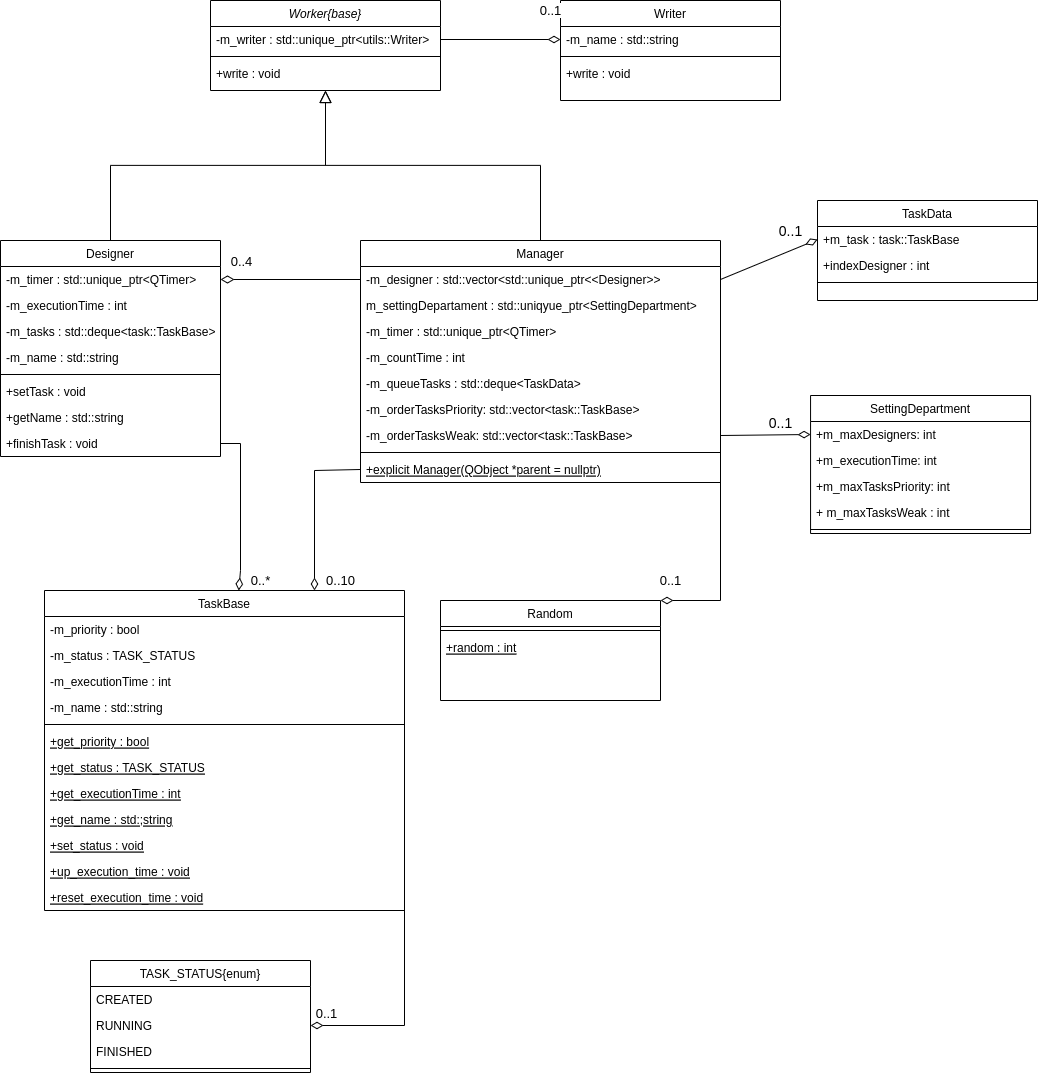 Worker{base}
-m_writer : std::unique_ptr<utils::Writer>
+write : void
0..1
Writer
-m_name : std::string
+write : void
Designer
-m_timer : std::unique_ptr<QTimer>
-m_executionTime : int
-m_tasks : std::deque<task::TaskBase>
-m_name : std::string
+setTask : void
+getName : std::string
+finishTask : void
0..4
Manager
-m_designer : std::vector<std::unique_ptr<<Designer>>
m_settingDepartament : std::uniqyue_ptr<SettingDepartment>
-m_timer : std::unique_ptr<QTimer>
-m_countTime : int
-m_queueTasks : std::deque<TaskData>
-m_orderTasksPriority: std::vector<task::TaskBase>
-m_orderTasksWeak: std::vector<task::TaskBase>
+explicit Manager(QObject *parent = nullptr)
0..1
TaskData
+m_task : task::TaskBase
+indexDesigner : int
0..1
SettingDepartment
+m_maxDesigners: int
+m_executionTime: int
+m_maxTasksPriority: int
+ m_maxTasksWeak : int
0..*
0..10
TaskBase
-m_priority : bool
-m_status : TASK_STATUS
-m_executionTime : int
-m_name : std::string
+get_priority : bool
+get_status : TASK_STATUS
+get_executionTime : int
+get_name : std:;string
+set_status : void
+up_execution_time : void
+reset_execution_time : void
0..1
Random
+random : int
TASK_STATUS{enum}
CREATED
RUNNING
FINISHED
0..1